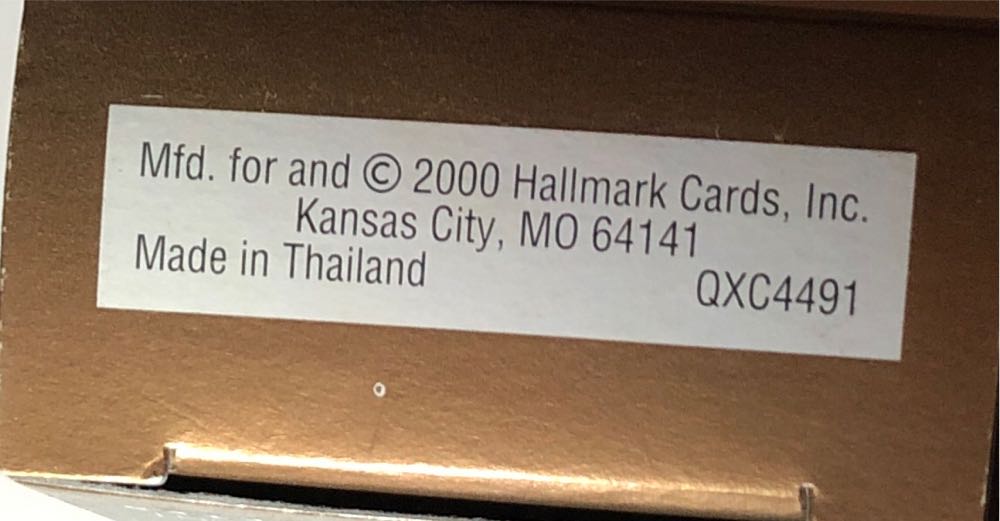 Mfd. for and © 2000 Hallmark Cards, Inc.
Kansas City, MO 64141
Made in Thailand QXC4491